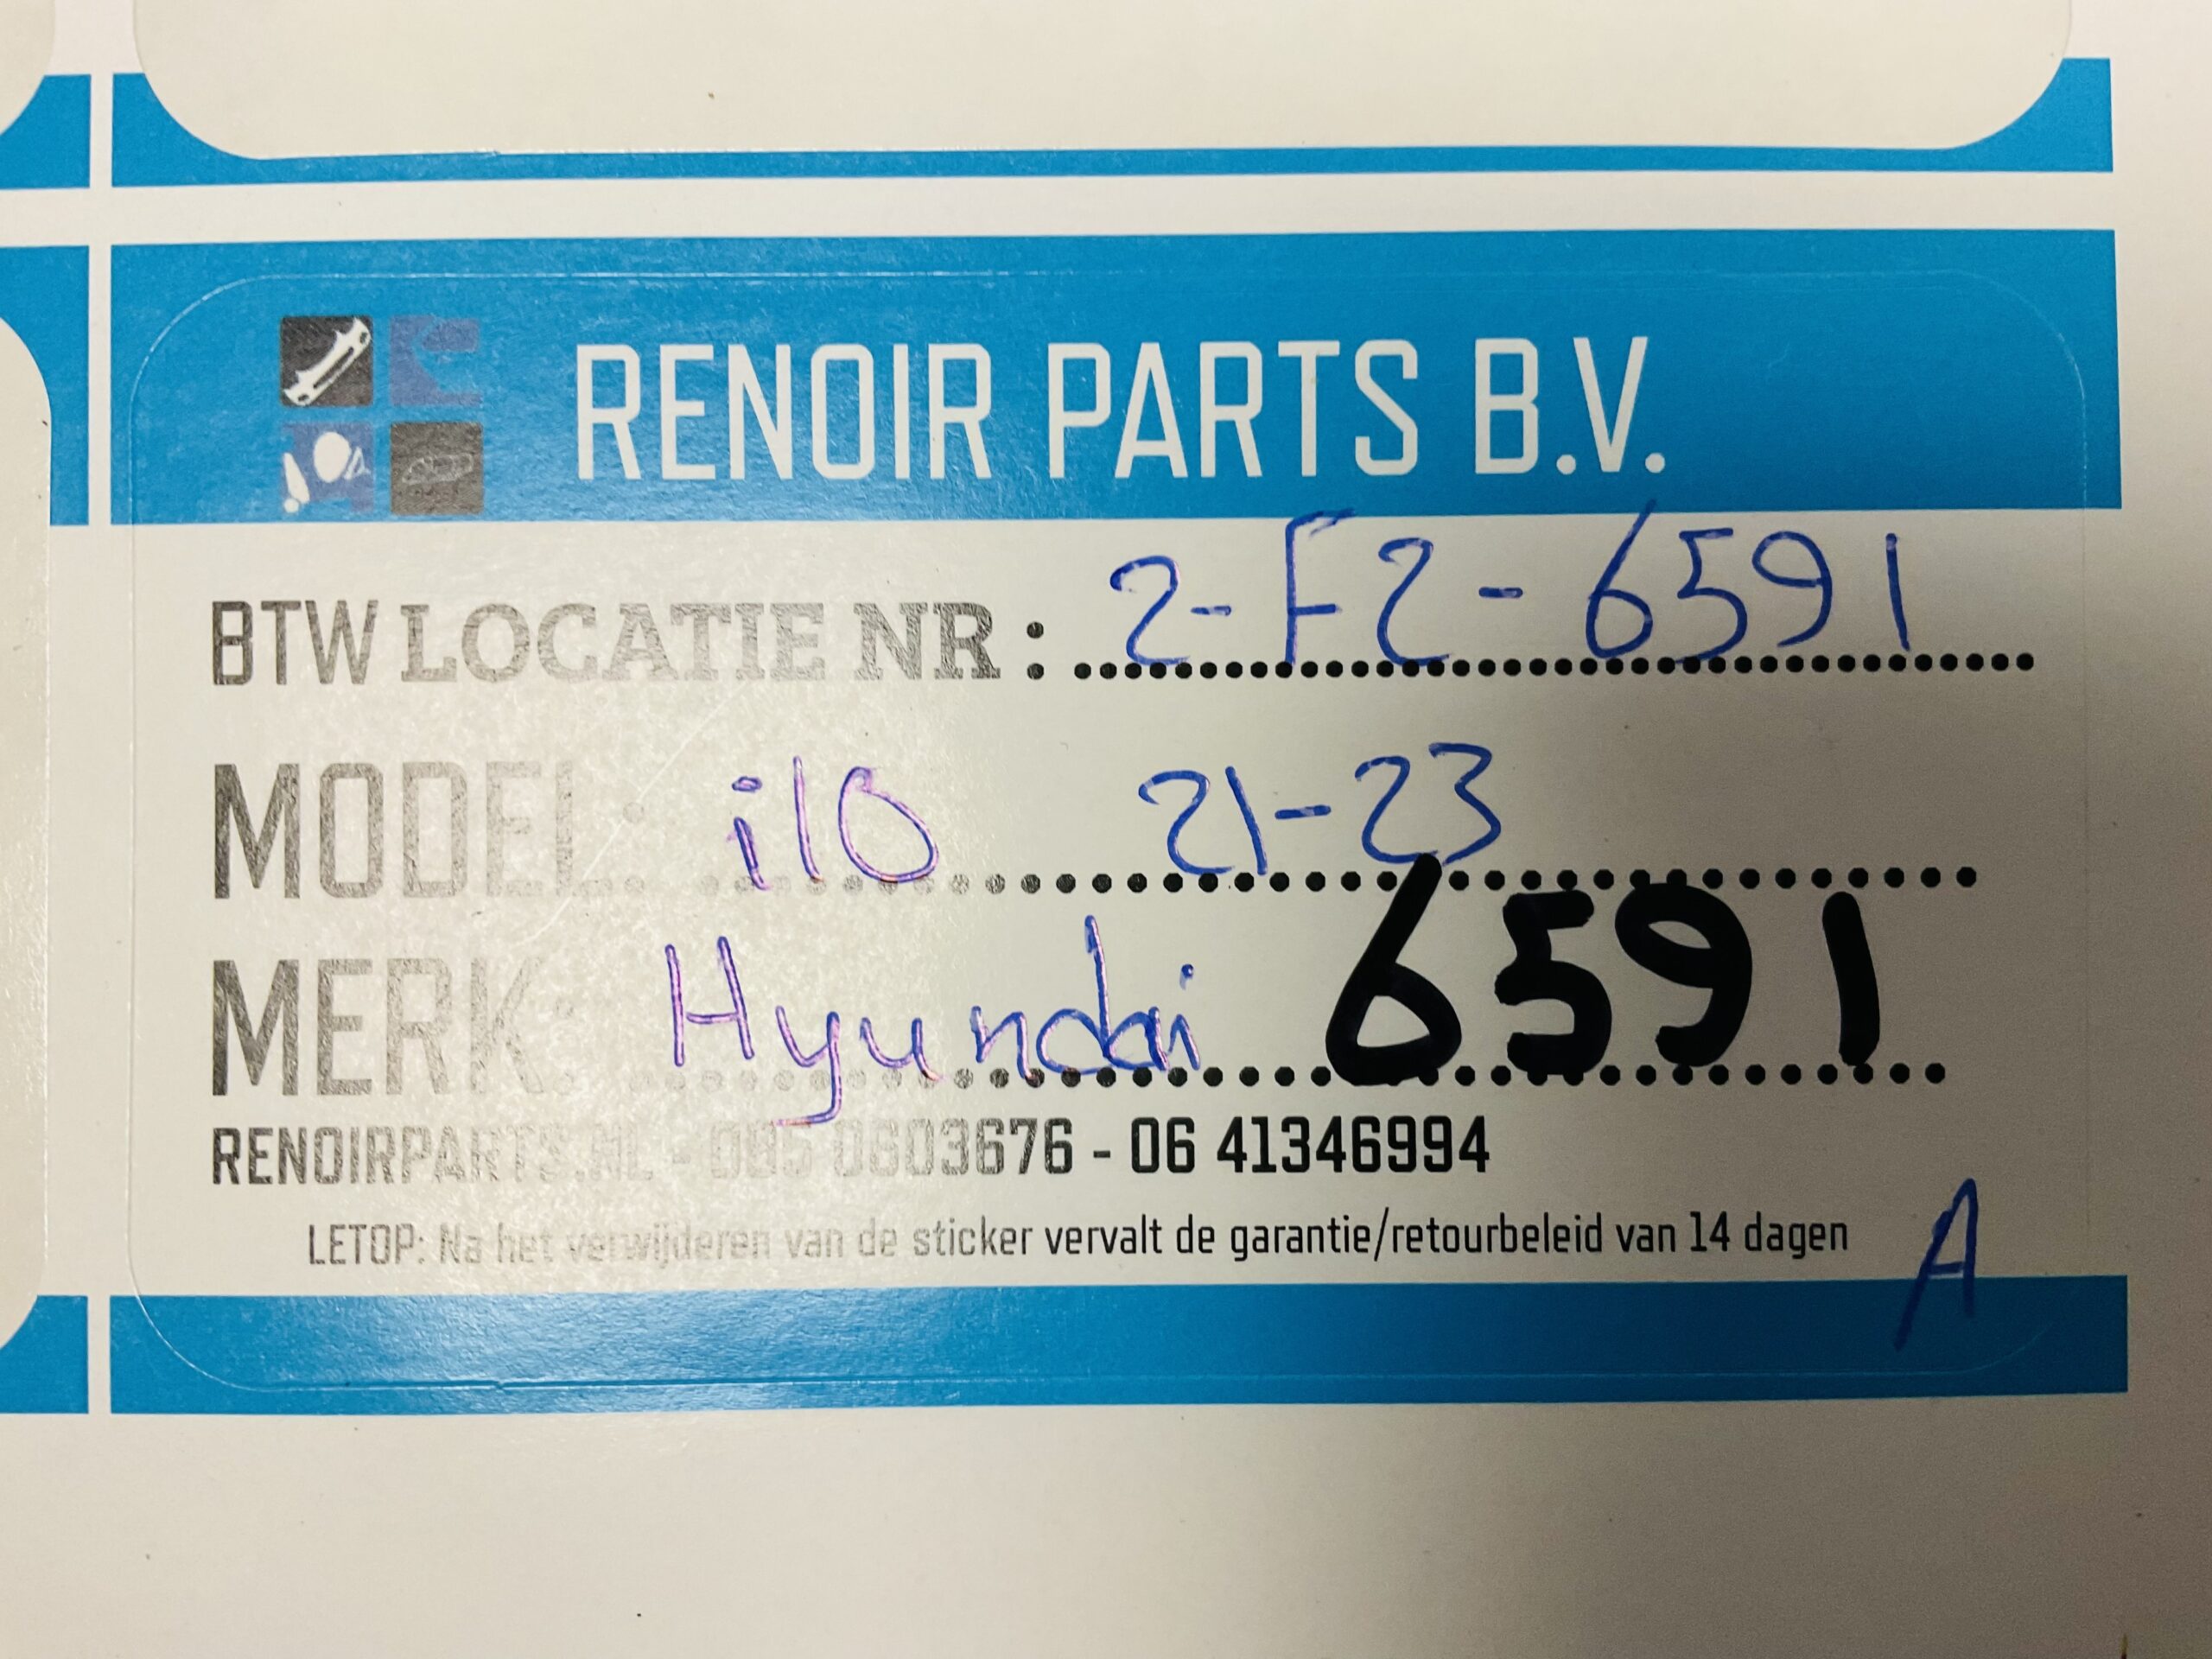 RENOIR PARTS B.V.
BTW LOCATIE NR: 2-F2-6591
MODEL: i10 21-23
MERK: Hyundai 6591
RENOIRPARTS.NL - 085 0603676 - 06 41346994
LETOP: Na het verwijderen van de sticker vervalt de garantie/retourbeleid van 14 dagen
A